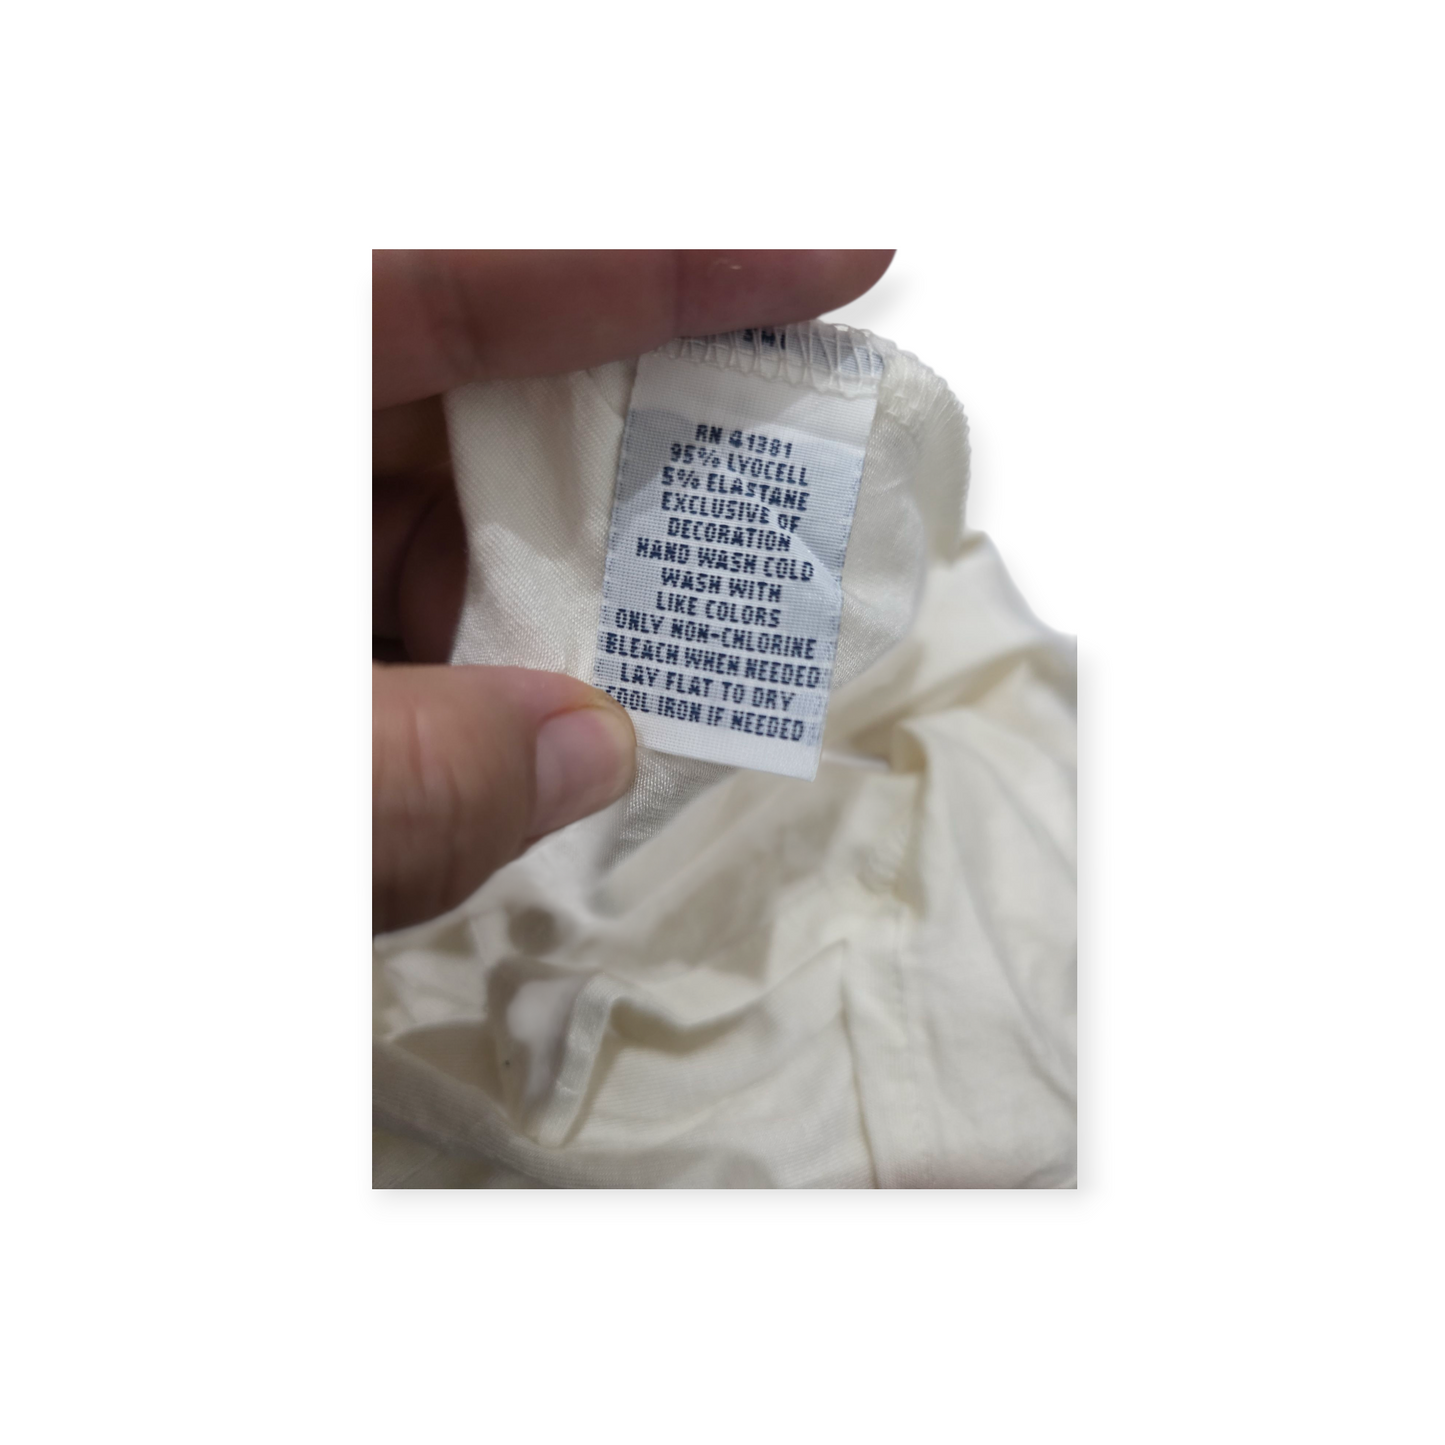 RN 41381
95% LYOCELL
5% ELASTANE
EXCLUSIVE OF
DECORATION
HAND WASH COLD
WASH WITH
LIKE COLORS
ONLY NON-CHLORINE
BLEACH WHEN NEEDED
LAY FLAT TO DRY
COOL IRON IF NEEDED